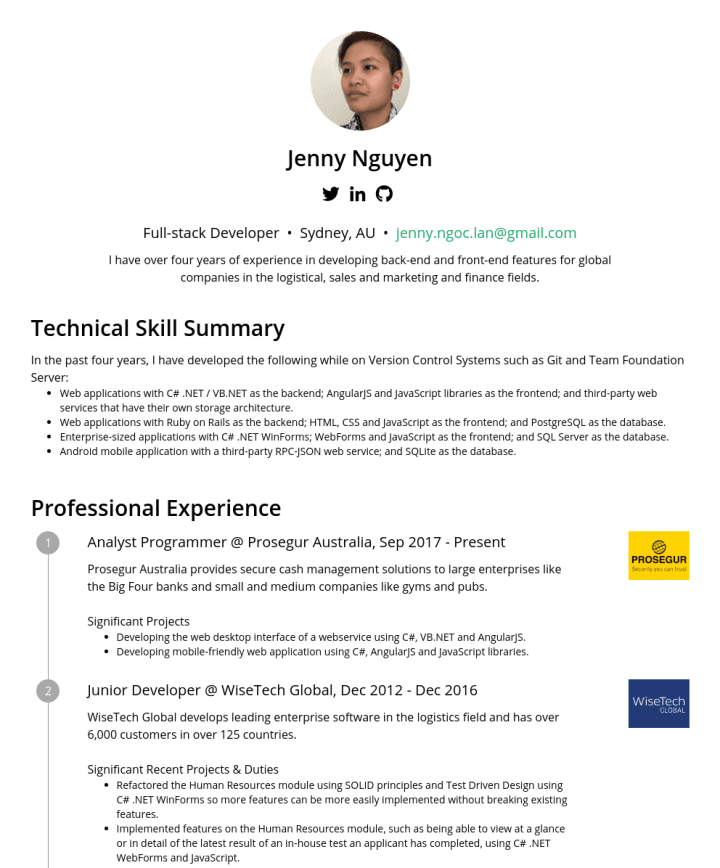 Jenny Nguyen
Full-stack Developer • Sydney, AU • jenny.ngoc.lan@gmail.com
I have over four years of experience in developing back-end and front-end features for global
companies in the logistical, sales and marketing and finance fields.
Technical Skill Summary
In the past four years, I have developed the following while on Version Control Systems such as Git and Team Foundation
Server:
• Web applications with C# .NET / VB.NET as the backend; AngularJS and JavaScript libraries as the frontend; and third-party web
services that have their own storage architecture.
• Web applications with Ruby on Rails as the backend; HTML, CSS and JavaScript as the frontend; and PostgreSQL as the database.
• Enterprise-sized applications with C# .NET WinForms; WebForms and JavaScript as the frontend; and SQL Server as the database.
• Android mobile application with a third-party RPC-JSON web service; and SQLite as the database.
Professional Experience
1
Analyst Programmer @ Prosegur Australia, Sep 2017 - Present
PROSEGUR
Security you can trust
Prosegur Australia provides secure cash management solutions to large enterprises like
the Big Four banks and small and medium companies like gyms and pubs.
Significant Projects
• Developing the web desktop interface of a webservice using C#, VB.NET and AngularJS.
• Developing mobile-friendly web application using C#, AngularJS and JavaScript libraries.
2
Junior Developer @ WiseTech Global, Dec 2012 - Dec 2016
WiseTech
GLOBAL
WiseTech Global develops leading enterprise software in the logistics field and has over
6,000 customers in over 125 countries.
Significant Recent Projects & Duties
• Refactored the Human Resources module using SOLID principles and Test Driven Design using
C# .NET WinForms so more features can be more easily implemented without breaking existing
features.
• Implemented features on the Human Resources module, such as being able to view at a glance
or in detail of the latest result of an in-house test an applicant has completed, using C# .NET
WebForms and JavaScript.